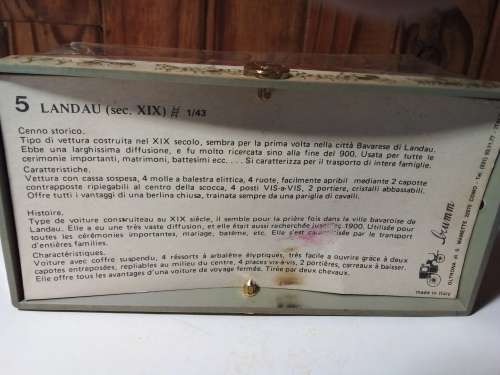 5 LANDAU (sec. XIX) 1/43
Cenno storico.
Tipo di vettura costruita nel XIX secolo, sembra per la prima volta nella città Bavarese di Landau.
Ebbe una larghissima diffusione, e fu molto ricercata sino alla fine del 900. Usata per tutte le
cerimonie importanti, matrimoni, battesimi ecc.... Si caratterizza per il trasporto di intere famiglie.
Caratteristiche.
Vettura con cassa sospesa, 4 molle a balestra elittica, 4 ruote, facilmente apribil mediante 2 capotte
contrapposte ripiegabili al centro della scocca, 4 posti VIS-a-VIS, 2 portiere, cristalli abbassabili.
Offre tutti i vantaggi di una berlina chiusa, trainata sempre da una pariglia di cavalli.
Histoire.
Type de voiture construiteau au XIX siècle, il semble pour la prière fois dans la ville bavaroise de
Landau. Elle a eu une très vaste diffusion, et elle était aussi recherchée 1900. Utilisée pour
toutes les cérémonies importantes, mariage, batême, etc. Elle s'est par le transport
d'entières familles.
Charactéristiques.
Voiture avec coffre suspendu, 4 réssorts à arbalétre élyptiques, très facile a ouvrire grâce à deux
capotes entraposées, repliables au milieu du centre, 4 places vis-à-vis, 2 portières, carreaux à baisser.
Elle offre tous les avantages d'une voiture de voyage fermée. Tirée par deux chevaux.
Brumm
made in Italy